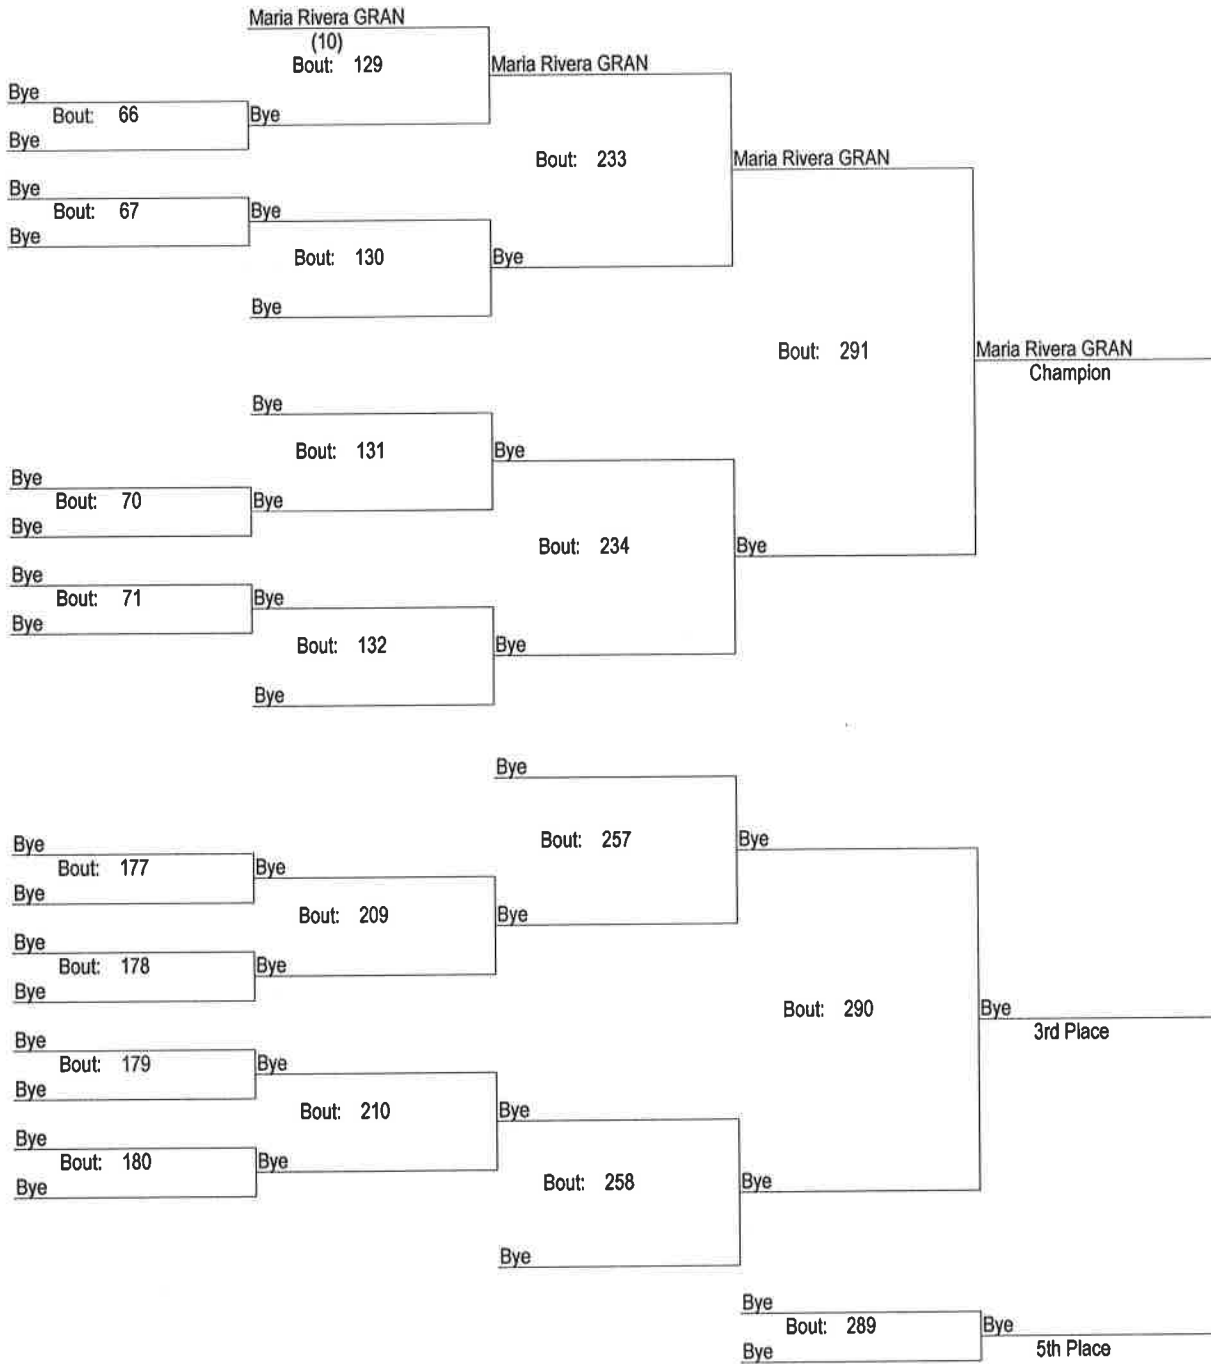 Maria Rivera GRAN
(10)
Bout: 129
Maria Rivera GRAN
Bye
Bout: 66
Bye
Bye
Bout: 233
Maria Rivera GRAN
Bye
Bout: 67
Bye
Bye
Bout: 130
Bye
Bye
Bout: 291
Maria Rivera GRAN
Champion
Bye
Bout: 131
Bye
Bye
Bout: 70
Bye
Bye
Bout: 234
Bye
Bye
Bout: 71
Bye
Bye
Bout: 132
Bye
Bye
Bye
Bout: 257
Bye
Bye
Bout: 177
Bye
Bye
Bout: 209
Bye
Bye
Bout: 178
Bye
Bye
Bout: 290
Bye
3rd Place
Bye
Bout: 179
Bye
Bye
Bout: 210
Bye
Bye
Bout: 180
Bye
Bye
Bout: 258
Bye
Bye
Bye
Bout: 289
Bye
Bye
5th Place